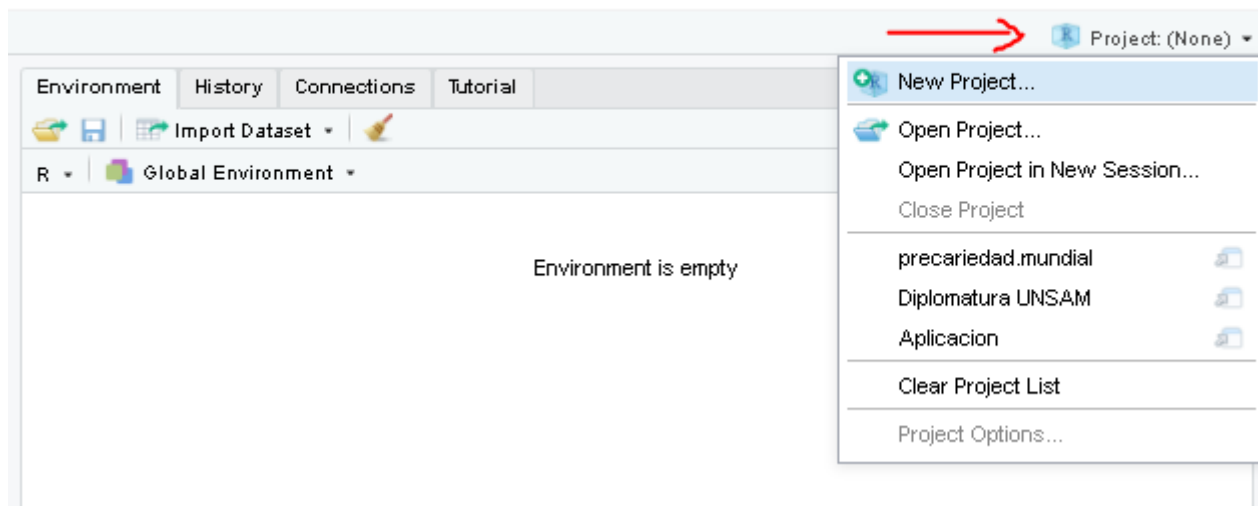 Project: (None)
Environment History Connections Tutorial
New Project...
Import Dataset
Open Project...
R Global Environment
Open Project in New Session...
Close Project
Environment is empty
precariedad.mundial
Diplomatura UNSAM
Aplicacion
Clear Project List
Project Options...